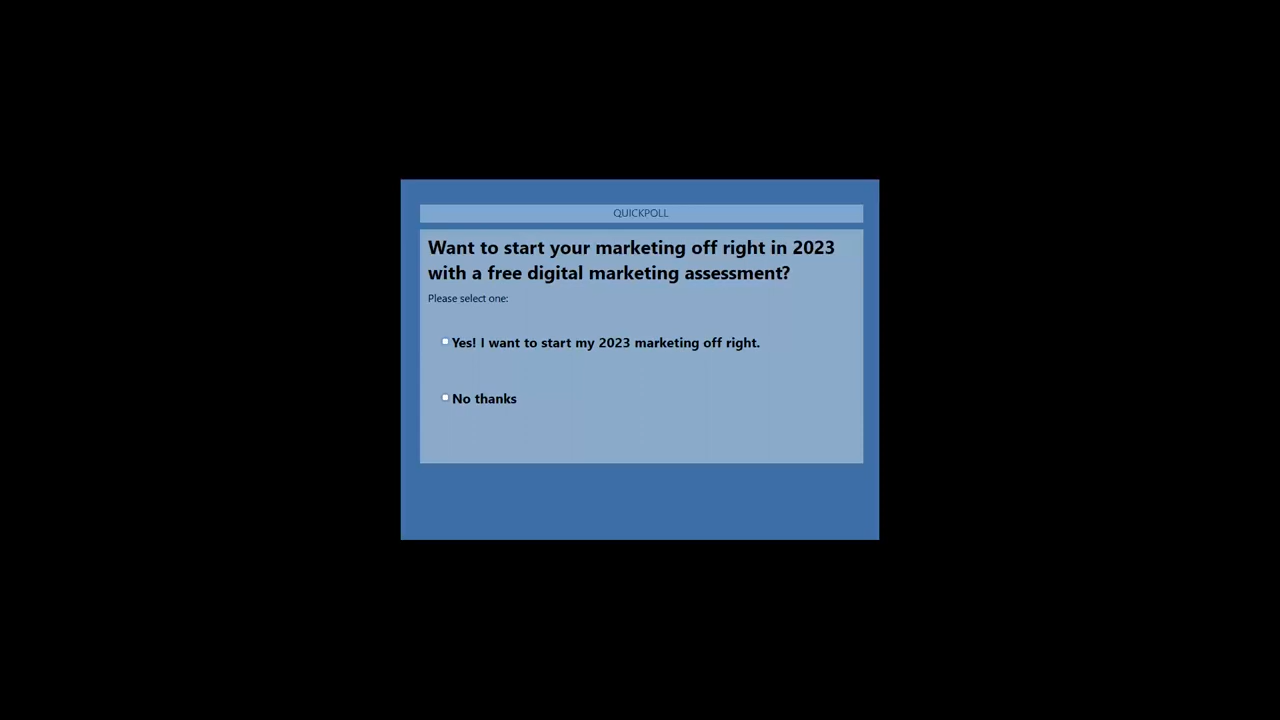 QUICKPOLL
Want to start your marketing off right in 2023
with a free digital marketing assessment?
Please select one:
Yes! I want to start my 2023 marketing off right.
No thanks